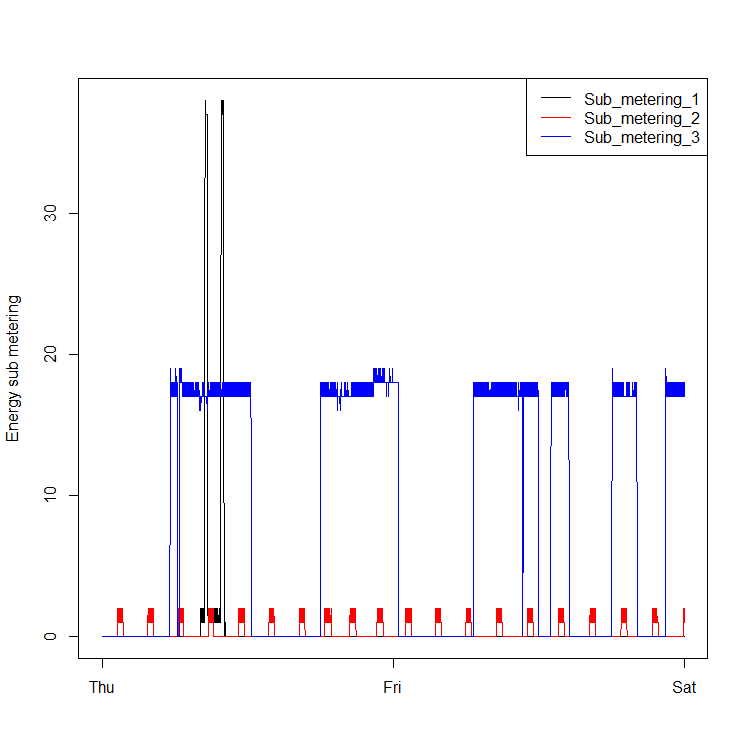 Sub_metering_1
Sub_metering_2
Sub_metering_3
Energy sub metering
30
20
10
0
Thu Fri Sat